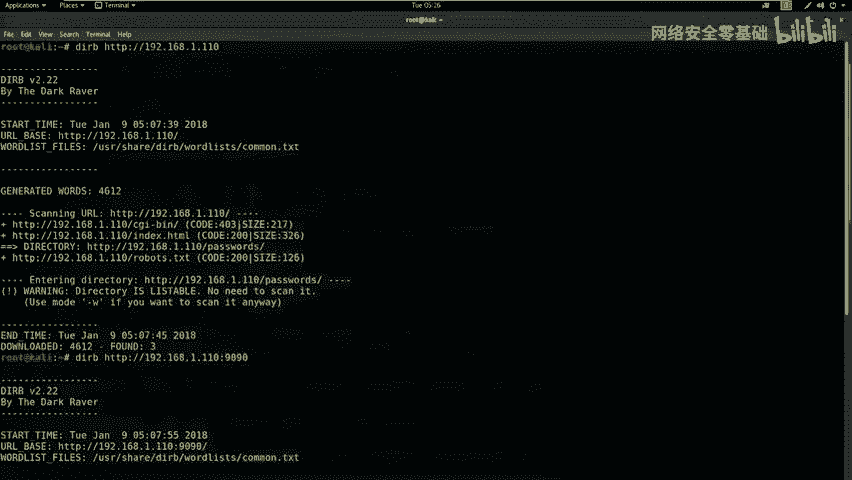 Applications ▾ Places ▾ Terminal ▾ Tue 05:26
root@kali: ~
File Edit View Search Terminal Help
网络安全零基础 bilibili
root@kali:~# dirb http://192.168.1.110
-----------------
DIRB v2.22
By The Dark Raver
-----------------
START_TIME: Tue Jan  9 05:07:39 2018
URL_BASE: http://192.168.1.110/
WORDLIST_FILES: /usr/share/dirb/wordlists/common.txt
-----------------
GENERATED WORDS: 4612
---- Scanning URL: http://192.168.1.110/ ----
+ http://192.168.1.110/cgi-bin/ (CODE:403|SIZE:217)
+ http://192.168.1.110/index.html (CODE:200|SIZE:326)
==> DIRECTORY: http://192.168.1.110/passwords/
+ http://192.168.1.110/robots.txt (CODE:200|SIZE:126)
---- Entering directory: http://192.168.1.110/passwords/ ----
(!) WARNING: Directory IS LISTABLE. No need to scan it.
(Use mode '-w' if you want to scan it anyway)
-----------------
END_TIME: Tue Jan  9 05:07:45 2018
DOWNLOADED: 4612 - FOUND: 3
root@kali:~# dirb http://192.168.1.110:9090
-----------------
DIRB v2.22
By The Dark Raver
-----------------
START_TIME: Tue Jan  9 05:07:55 2018
URL_BASE: http://192.168.1.110:9090/
WORDLIST_FILES: /usr/share/dirb/wordlists/common.txt